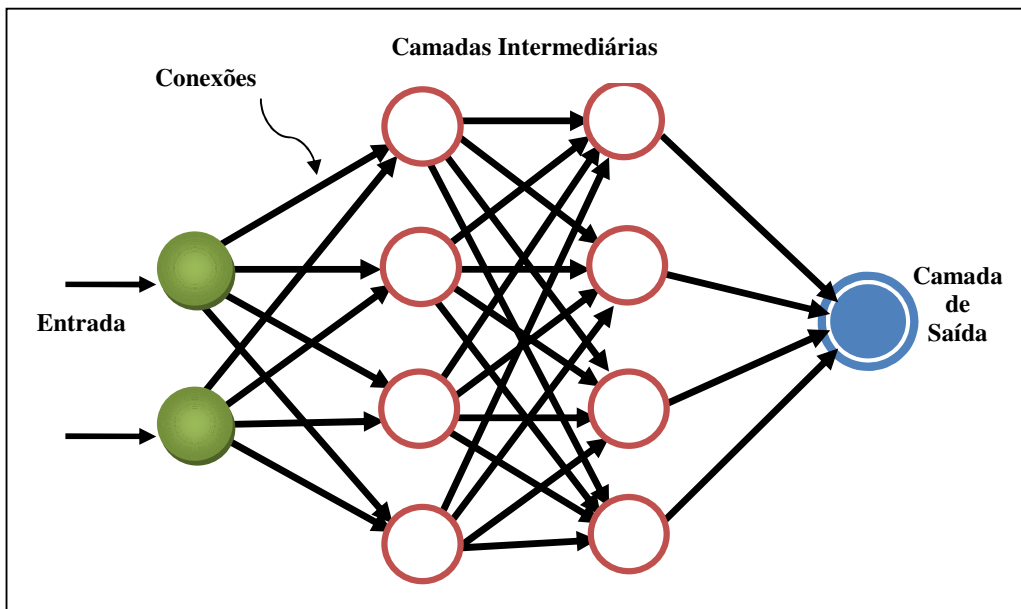 Camadas Intermediárias
Conexões
Entrada
Camada
de
Saída